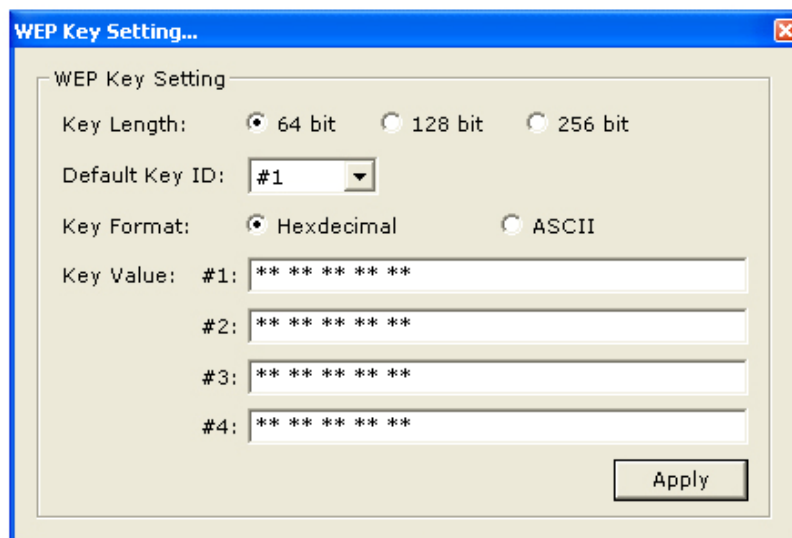 WEP Key Setting...
WEP Key Setting
Key Length: 64 bit 128 bit 256 bit
Default Key ID: #1
Key Format: Hexdecimal ASCII
Key Value: #1: ** ** ** ** **
#2: ** ** ** ** **
#3: ** ** ** ** **
#4: ** ** ** ** **
Apply